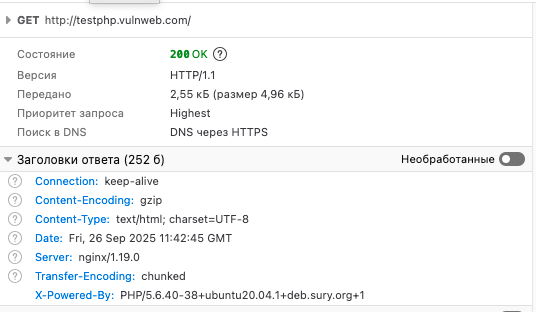 GET http://testphp.vulnweb.com/
Состояние 200 OK ?
Версия HTTP/1.1
Передано 2,55 кБ (размер 4,96 кБ)
Приоритет запроса Highest
Поиск в DNS DNS через HTTPS
Заголовки ответа (252 б) Необработанные
? Connection: keep-alive
? Content-Encoding: gzip
? Content-Type: text/html; charset=UTF-8
? Date: Fri, 26 Sep 2025 11:42:45 GMT
? Server: nginx/1.19.0
? Transfer-Encoding: chunked
X-Powered-By: PHP/5.6.40-38+ubuntu20.04.1+deb.sury.org+1